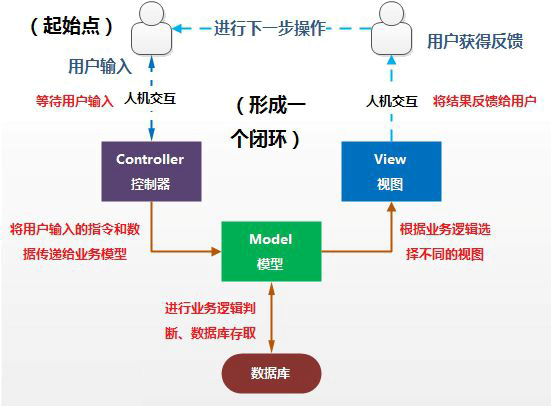 （起始点）
进行下一步操作
用户输入
用户获得反馈
等待用户输入
人机交互
（形成一
个闭环）
人机交互
将结果反馈给用户
Controller
控制器
View
视图
将用户输入的指令和数
据传递给业务模型
Model
模型
根据业务逻辑选
择不同的视图
进行业务逻辑判
断、数据库存取
数据库